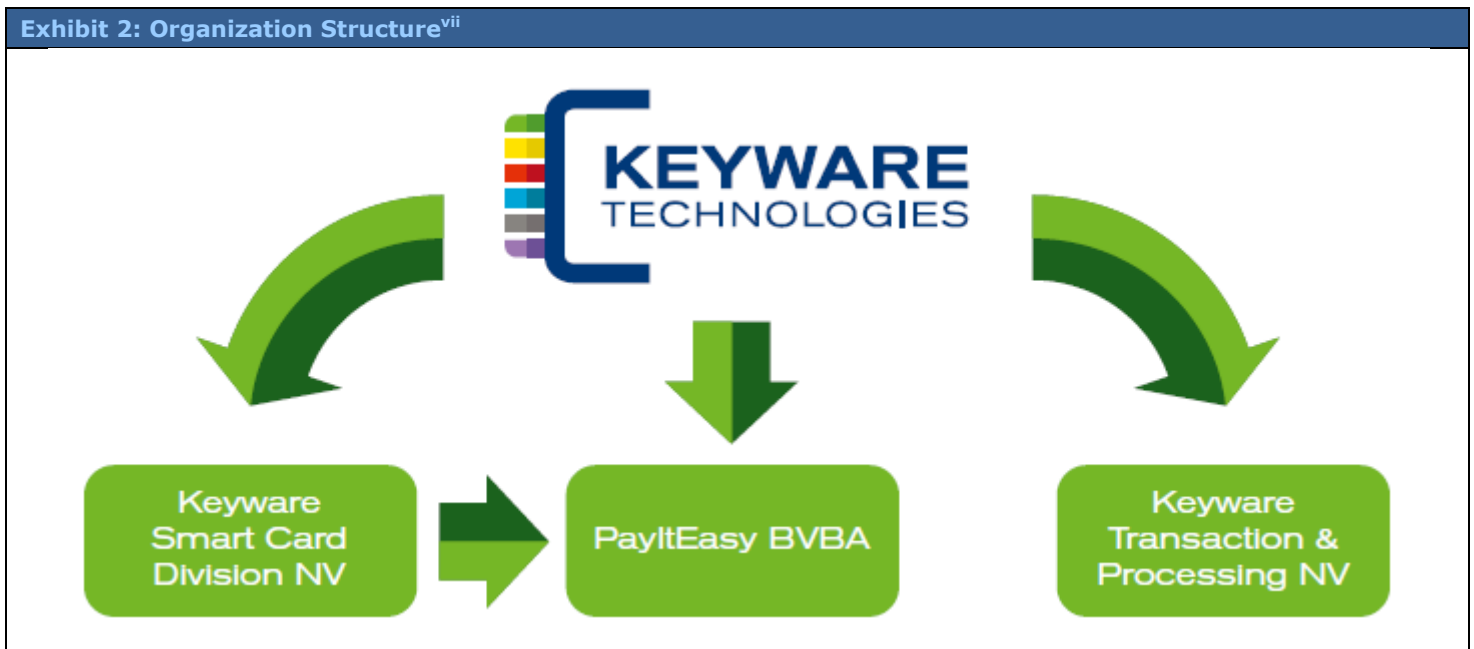 Exhibit 2: Organization Structurevii
KEYWARE
TECHNOLOGIES
Keyware
Smart Card
Division NV
PayItEasy BVBA
Keyware
Transaction &
Processing NV